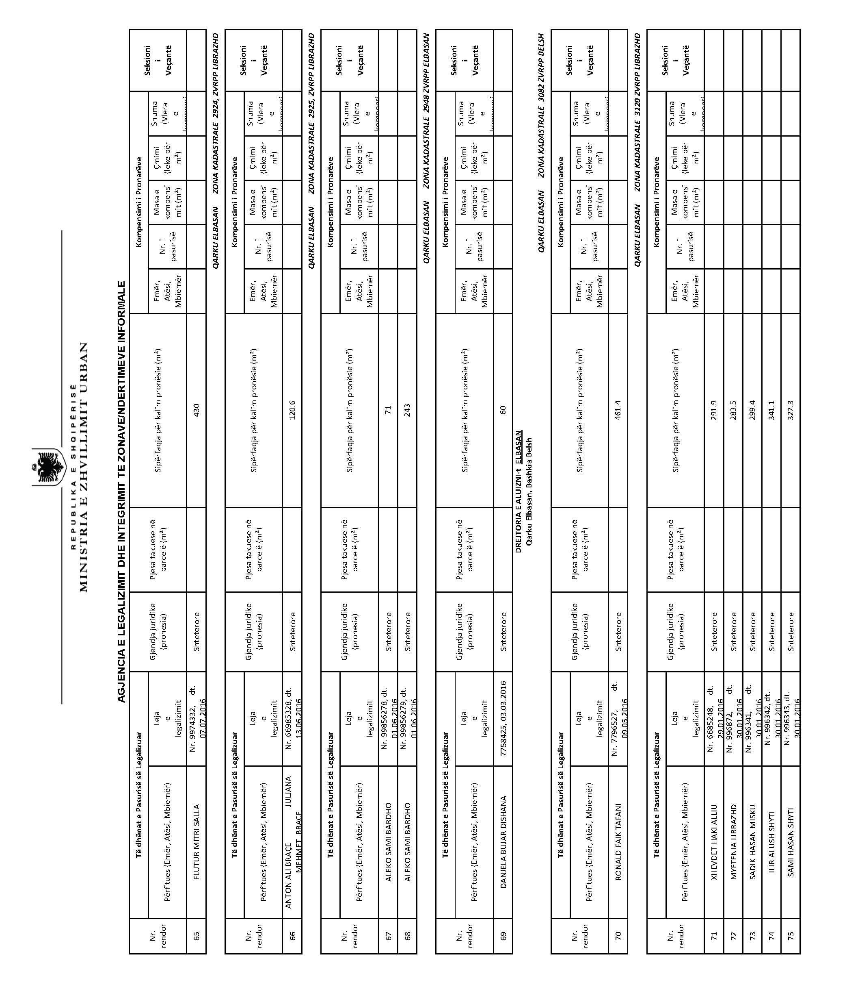 REPUBLIKA E SHQIPËRISË
MINISTRIA E ZHVILLIMIT URBAN
AGJENCIA E LEGALIZIMIT DHE INTEGRIMIT TE ZONAVE/NDERTIMEVE INFORMALE
Nr. rendor
Të dhënat e Pasurisë së Legalizuar
Gjendja juridike (pronesia)
Pjesa takuese në parcelë (m²)
Sipërfaqja për kalim pronësie (m²)
Kompensimi i Pronarëve
Seksioni i Veçantë
Përfitues (Emër, Atësi, Mbiemër)
Leja e legalizimit
Emër, Atësi, Mbiemër
Nr. i pasurisë
Masa e kompensi mit (m²)
Çmimi (leke për m²)
Shuma (Vlera e kompensi
65 FLUTUR MITRI SALLA Nr. 9974332, dt. 07.07.2016 Shteterore 430
QARKU ELBASAN ZONA KADASTRALE 2924, ZVRPP LIBRAZHD
Nr. rendor
Të dhënat e Pasurisë së Legalizuar
Gjendja juridike (pronesia)
Pjesa takuese në parcelë (m²)
Sipërfaqja për kalim pronësie (m²)
Kompensimi i Pronarëve
Seksioni i Veçantë
Përfitues (Emër, Atësi, Mbiemër)
Leja e legalizimit
Emër, Atësi, Mbiemër
Nr. i pasurisë
Masa e kompensi mit (m²)
Çmimi (leke për m²)
Shuma (Vlera e kompensi
66 ANTON ALI BRAÇE JULJANA MEHMET BRAÇE Nr. 66985328, dt. 13.06.2016 Shteterore 120.6
QARKU ELBASAN ZONA KADASTRALE 2925, ZVRPP LIBRAZHD
Nr. rendor
Të dhënat e Pasurisë së Legalizuar
Gjendja juridike (pronesia)
Pjesa takuese në parcelë (m²)
Sipërfaqja për kalim pronësie (m²)
Kompensimi i Pronarëve
Seksioni i Veçantë
Përfitues (Emër, Atësi, Mbiemër)
Leja e legalizimit
Emër, Atësi, Mbiemër
Nr. i pasurisë
Masa e kompensi mit (m²)
Çmimi (leke për m²)
Shuma (Vlera e kompensi
67 ALEKO SAMI BARDHO Nr. 99856278, dt. 01.06.2016 Shteterore 71
68 ALEKO SAMI BARDHO Nr. 99856279, dt. 01.06.2016 Shteterore 243
QARKU ELBASAN ZONA KADASTRALE 2948 ZVRPP ELBASAN
Nr. rendor
Të dhënat e Pasurisë së Legalizuar
Gjendja juridike (pronesia)
Pjesa takuese në parcelë (m²)
Sipërfaqja për kalim pronësie (m²)
Kompensimi i Pronarëve
Seksioni i Veçantë
Përfitues (Emër, Atësi, Mbiemër)
Leja e legalizimit
Emër, Atësi, Mbiemër
Nr. i pasurisë
Masa e kompensi mit (m²)
Çmimi (leke për m²)
Shuma (Vlera e kompensi
69 DANJELA BUJAR DISHANA 7758425, 03.03.2016 Shteterore 60
DREJTORIA E ALUIZNI-t ELBASAN
Qarku Elbasan, Bashkia Belsh
QARKU ELBASAN ZONA KADASTRALE 3082 ZVRPP BELSH
Nr. rendor
Të dhënat e Pasurisë së Legalizuar
Gjendja juridike (pronesia)
Pjesa takuese në parcelë (m²)
Sipërfaqja për kalim pronësie (m²)
Kompensimi i Pronarëve
Seksioni i Veçantë
Përfitues (Emër, Atësi, Mbiemër)
Leja e legalizimit
Emër, Atësi, Mbiemër
Nr. i pasurisë
Masa e kompensi mit (m²)
Çmimi (leke për m²)
Shuma (Vlera e kompensi
70 RONALD FAIK TAFANI Nr. 7796527, dt. 09.05.2016 Shteterore 461.4
QARKU ELBASAN ZONA KADASTRALE 3120 ZVRPP LIBRAZHD
Nr. rendor
Të dhënat e Pasurisë së Legalizuar
Gjendja juridike (pronesia)
Pjesa takuese në parcelë (m²)
Sipërfaqja për kalim pronësie (m²)
Kompensimi i Pronarëve
Seksioni i Veçantë
Përfitues (Emër, Atësi, Mbiemër)
Leja e legalizimit
Emër, Atësi, Mbiemër
Nr. i pasurisë
Masa e kompensi mit (m²)
Çmimi (leke për m²)
Shuma (Vlera e kompensi
71 XHEVDET HAKI ALLIU Nr. 6685248, dt. 29.01.2016 Shteterore 291.9
72 MYFTENIA LIBRAZHD Nr. 996872, dt. 30.01.2016 Shteterore 283.5
73 SADIK HASAN MISKU Nr. 996341, dt. 30.01.2016 Shteterore 299.4
74 ILIR ALUSH SHYTI Nr. 996342, dt. 30.01.2016 Shteterore 341.1
75 SAMI HASAN SHYTI Nr. 996343, dt. 30.01.2016 Shteterore 327.3